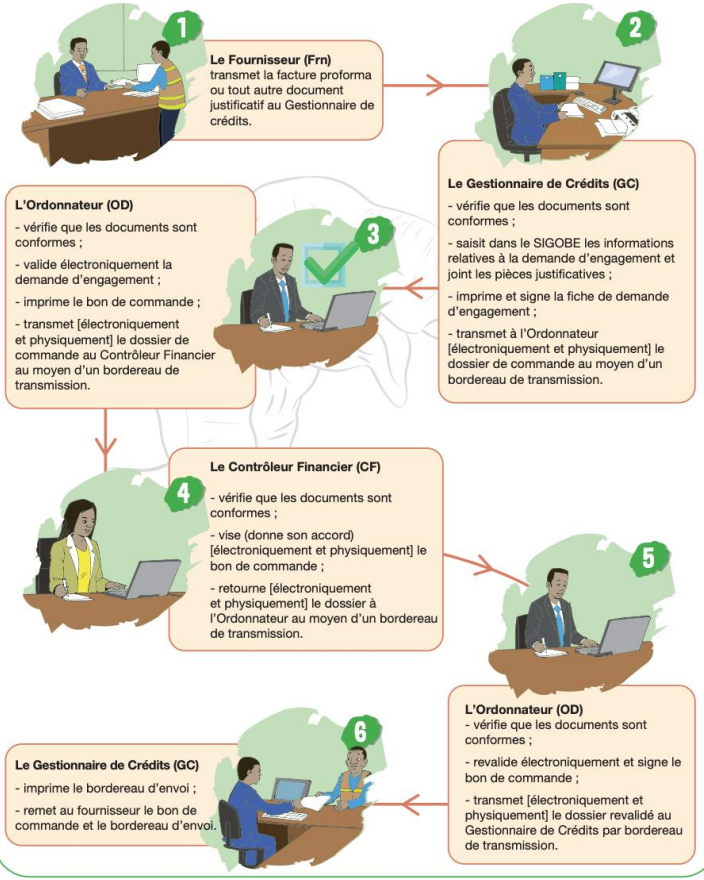 1
Le Fournisseur (Frn)
transmet la facture proforma
ou tout autre document
justificatif au Gestionnaire de
crédits.
2
Le Gestionnaire de Crédits (GC)
- vérifie que les documents sont
conformes ;
- saisit dans le SIGOBE les informations
relatives à la demande d'engagement et
joint les pièces justificatives ;
- imprime et signe la fiche de demande
d'engagement ;
- transmet à l'Ordonnateur
[électroniquement et physiquement] le
dossier de commande au moyen d'un
bordereau de transmission.
3
L'Ordonnateur (OD)
- vérifie que les documents sont
conformes ;
- valide électroniquement la
demande d'engagement ;
- imprime le bon de commande ;
- transmet [électroniquement
et physiquement] le dossier de
commande au Contrôleur Financier
au moyen d'un bordereau de
transmission.
4
Le Contrôleur Financier (CF)
- vérifie que les documents sont
conformes ;
- vise (donne son accord)
[électroniquement et physiquement] le
bon de commande ;
- retourne [électroniquement
et physiquement] le dossier à
l'Ordonnateur au moyen d'un bordereau
de transmission.
5
L'Ordonnateur (OD)
- vérifie que les documents sont
conformes ;
- revalide électroniquement et signe le
bon de commande ;
- transmet [électroniquement et
physiquement] le dossier revalidé au
Gestionnaire de Crédits par bordereau
de transmission.
6
Le Gestionnaire de Crédits (GC)
- imprime le bordereau d'envoi ;
- remet au fournisseur le bon de
commande et le bordereau d'envoi.